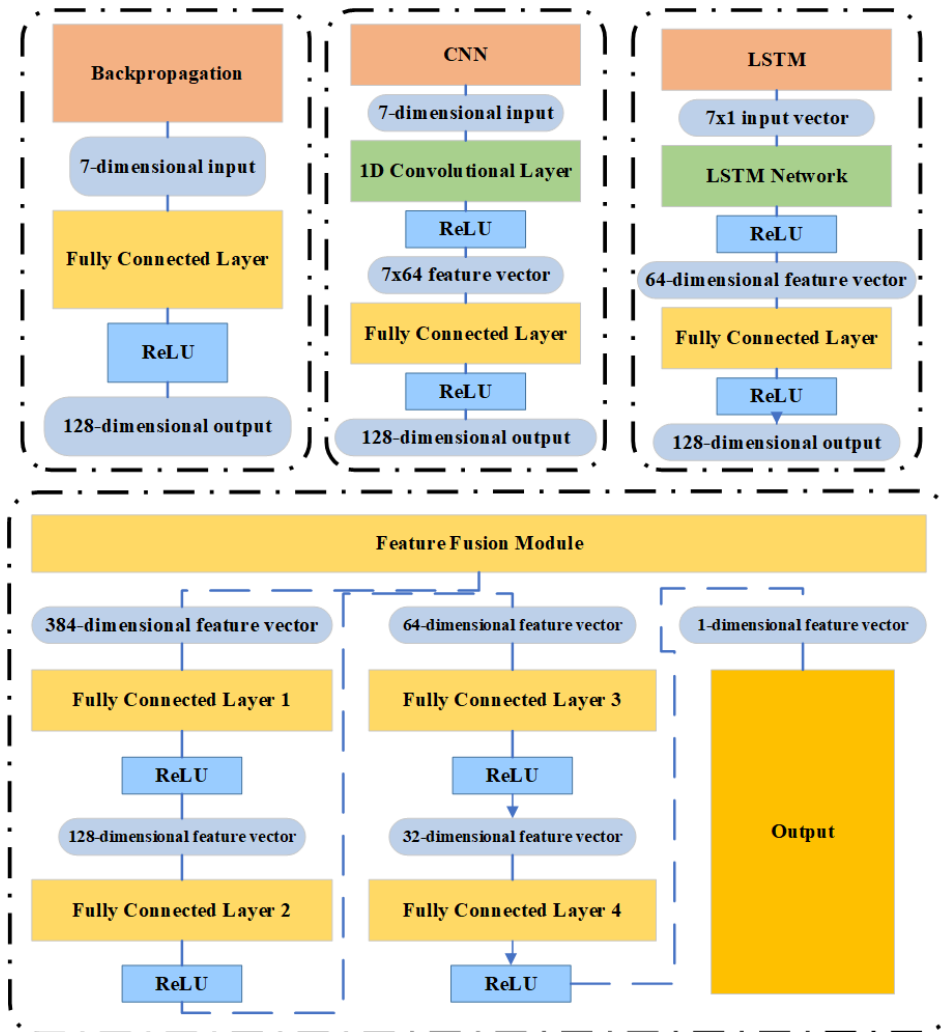 Backpropagation
7-dimensional input
Fully Connected Layer
ReLU
128-dimensional output
CNN
7-dimensional input
1D Convolutional Layer
ReLU
7x64 feature vector
Fully Connected Layer
ReLU
128-dimensional output
LSTM
7x1 input vector
LSTM Network
ReLU
64-dimensional feature vector
Fully Connected Layer
ReLU
128-dimensional output
Feature Fusion Module
384-dimensional feature vector
Fully Connected Layer 1
ReLU
128-dimensional feature vector
Fully Connected Layer 2
ReLU
64-dimensional feature vector
Fully Connected Layer 3
ReLU
32-dimensional feature vector
Fully Connected Layer 4
ReLU
1-dimensional feature vector
Output